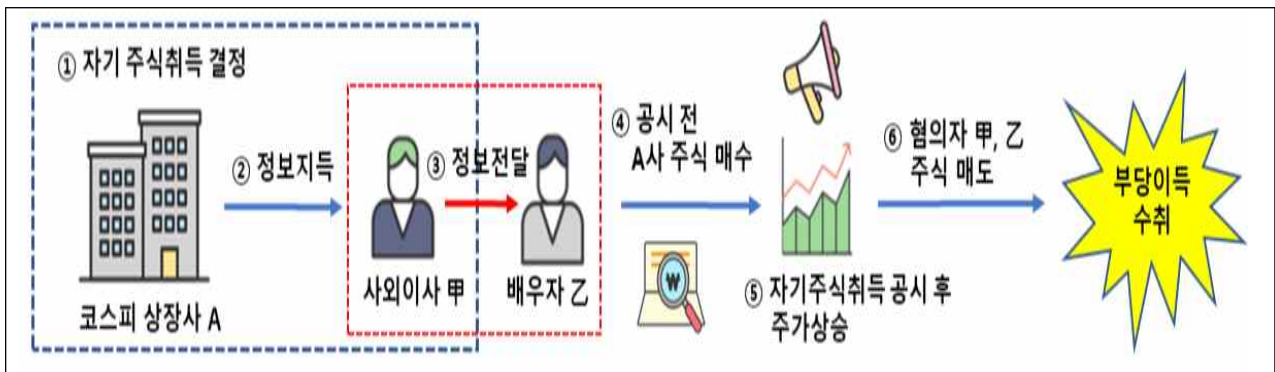 ① 자기 주식취득 결정
코스피 상장사 A
② 정보지득
사외이사 甲
③ 정보전달
배우자 乙
④ 공시 전
A사 주식 매수
₩
⑤ 자기주식취득 공시 후
주가상승
⑥ 혐의자 甲, 乙
주식 매도
부당이득
수취